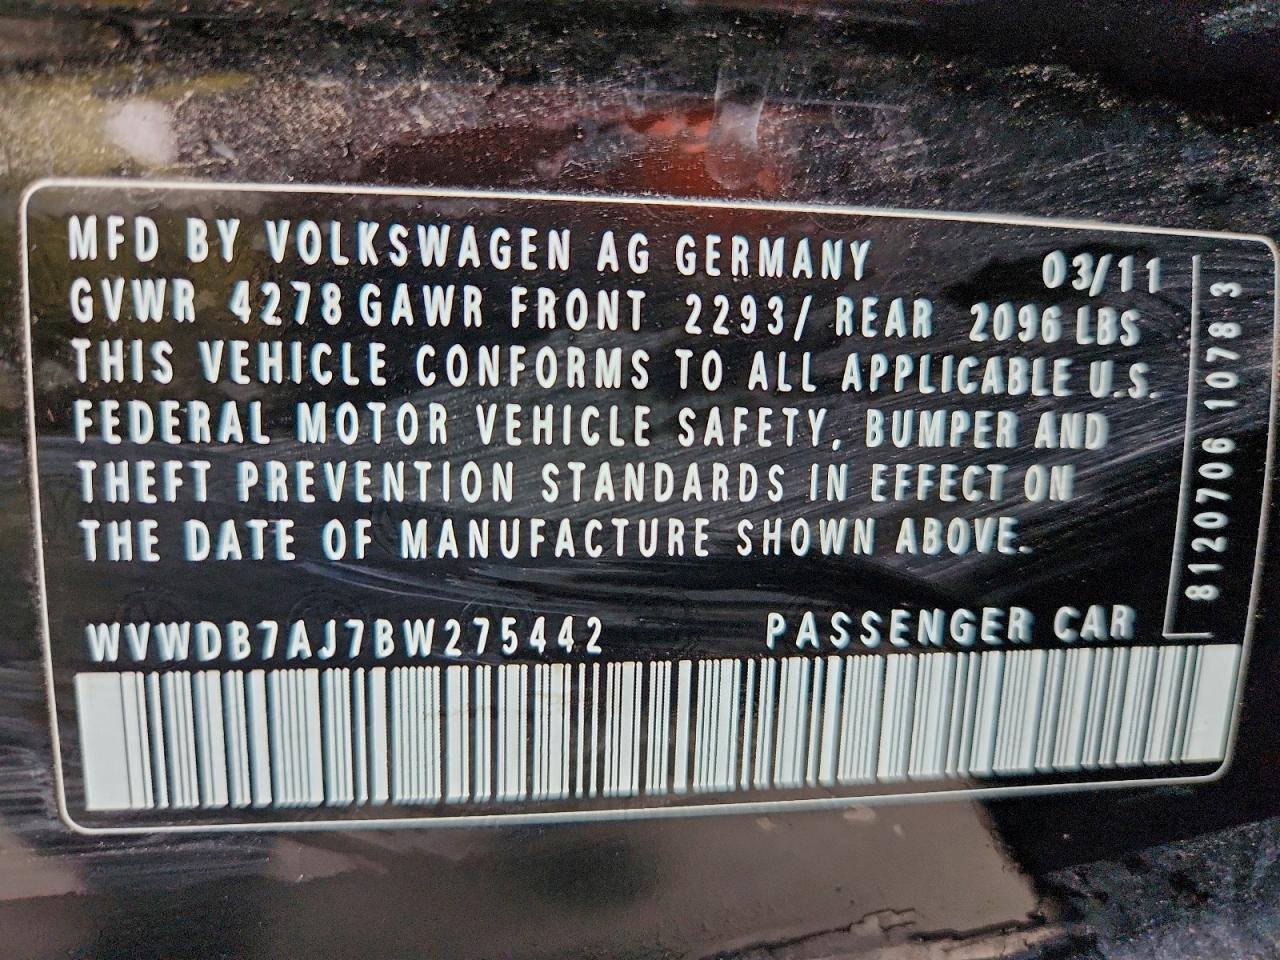 MFD BY VOLKSWAGEN AG GERMANY 03/11
GVWR 4278 GAWR FRONT 2293/ REAR 2096 LBS
THIS VEHICLE CONFORMS TO ALL APPLICABLE U.S.
FEDERAL MOTOR VEHICLE SAFETY, BUMPER AND
THEFT PREVENTION STANDARDS IN EFFECT ON
THE DATE OF MANUFACTURE SHOWN ABOVE.
WVWDB7AJ7BW275442 PASSENGER CAR
8120706 1078 3